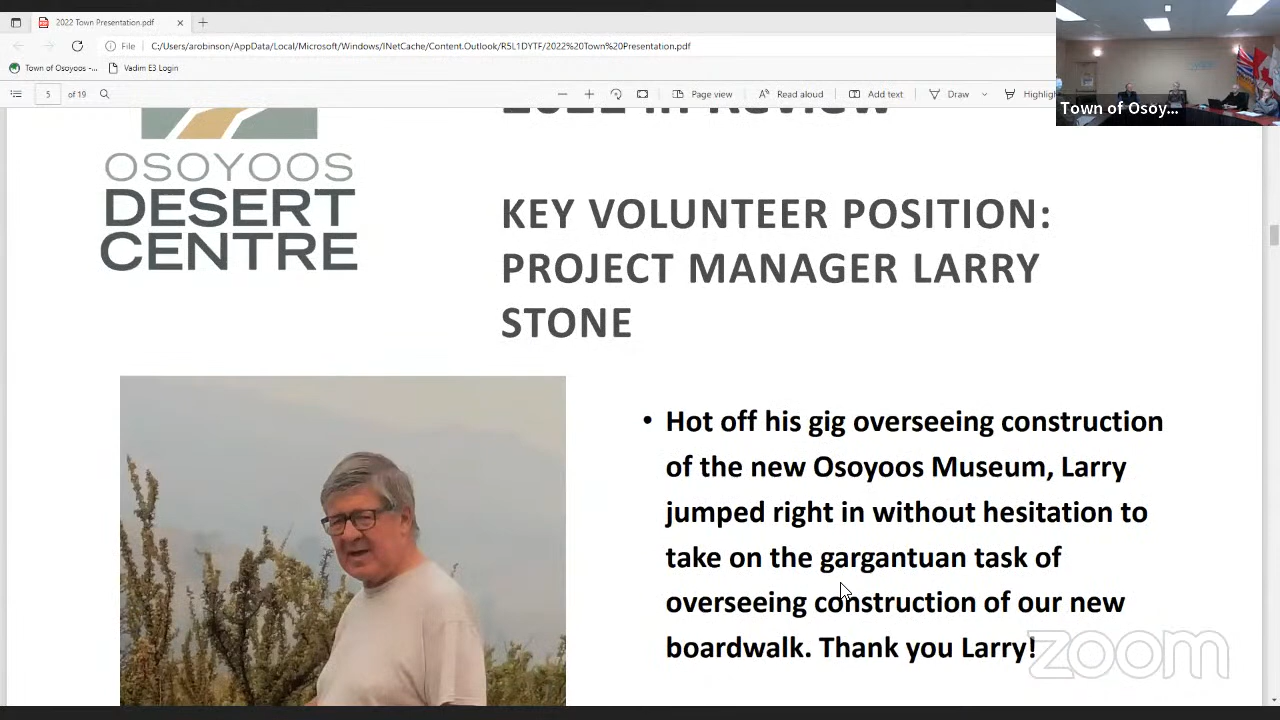 2022 Town Presentation.pdf
File
C:/Users/arobinson/AppData/Local/Microsoft/Windows/INetCache/Content.Outlook/R5L1DYTF/2022%20Town%20Presentation.pdf
Town of Osoyoos -...
Vadim E3 Login
5 of 19
Page view
Read aloud
Add text
Draw
Highligh
Town of Osoy...
in Review
OSOYOOS
DESERT
CENTRE
KEY VOLUNTEER POSITION:
PROJECT MANAGER LARRY
STONE
• Hot off his gig overseeing construction
of the new Osoyoos Museum, Larry
jumped right in without hesitation to
take on the gargantuan task of
overseeing construction of our new
boardwalk. Thank you Larry!
zoom